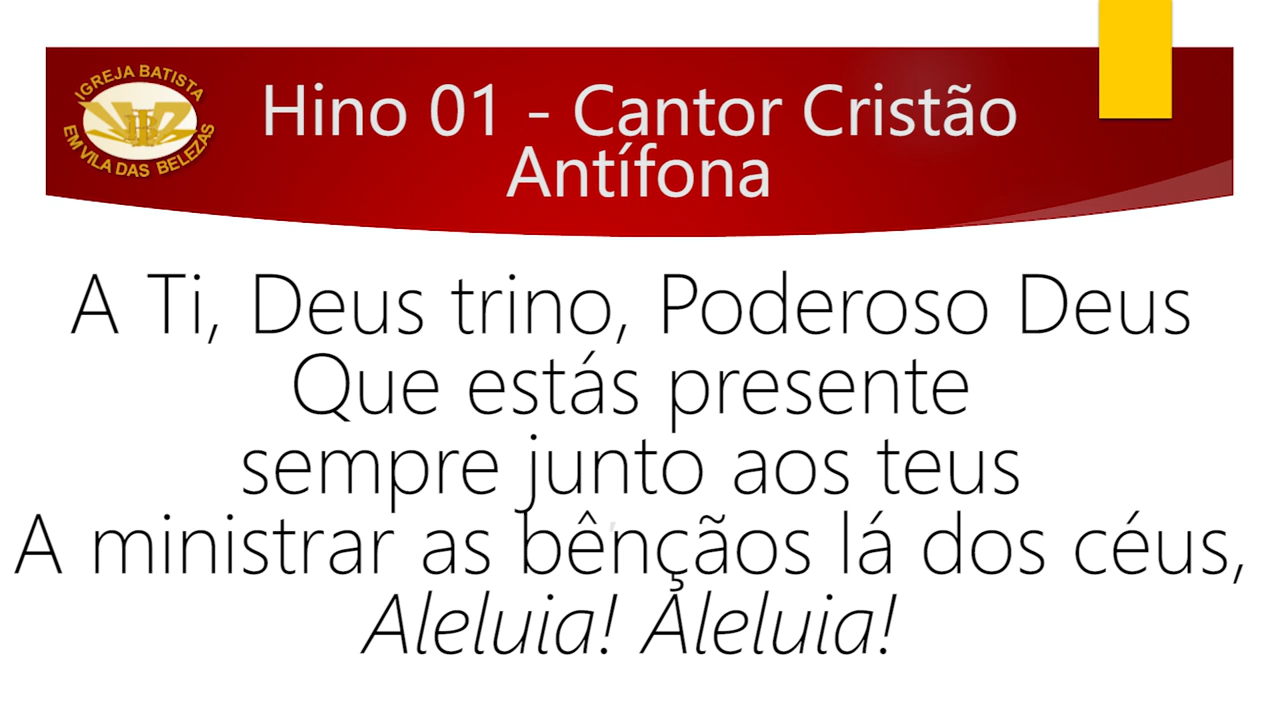 IGREJA BATISTA
EM VILA DAS BELEZAS
Hino 01 - Cantor Cristão
Antífona
A Ti, Deus trino, Poderoso Deus
Que estás presente
sempre junto aos teus
A ministrar as bênçãos lá dos céus,
Aleluia! Aleluia!